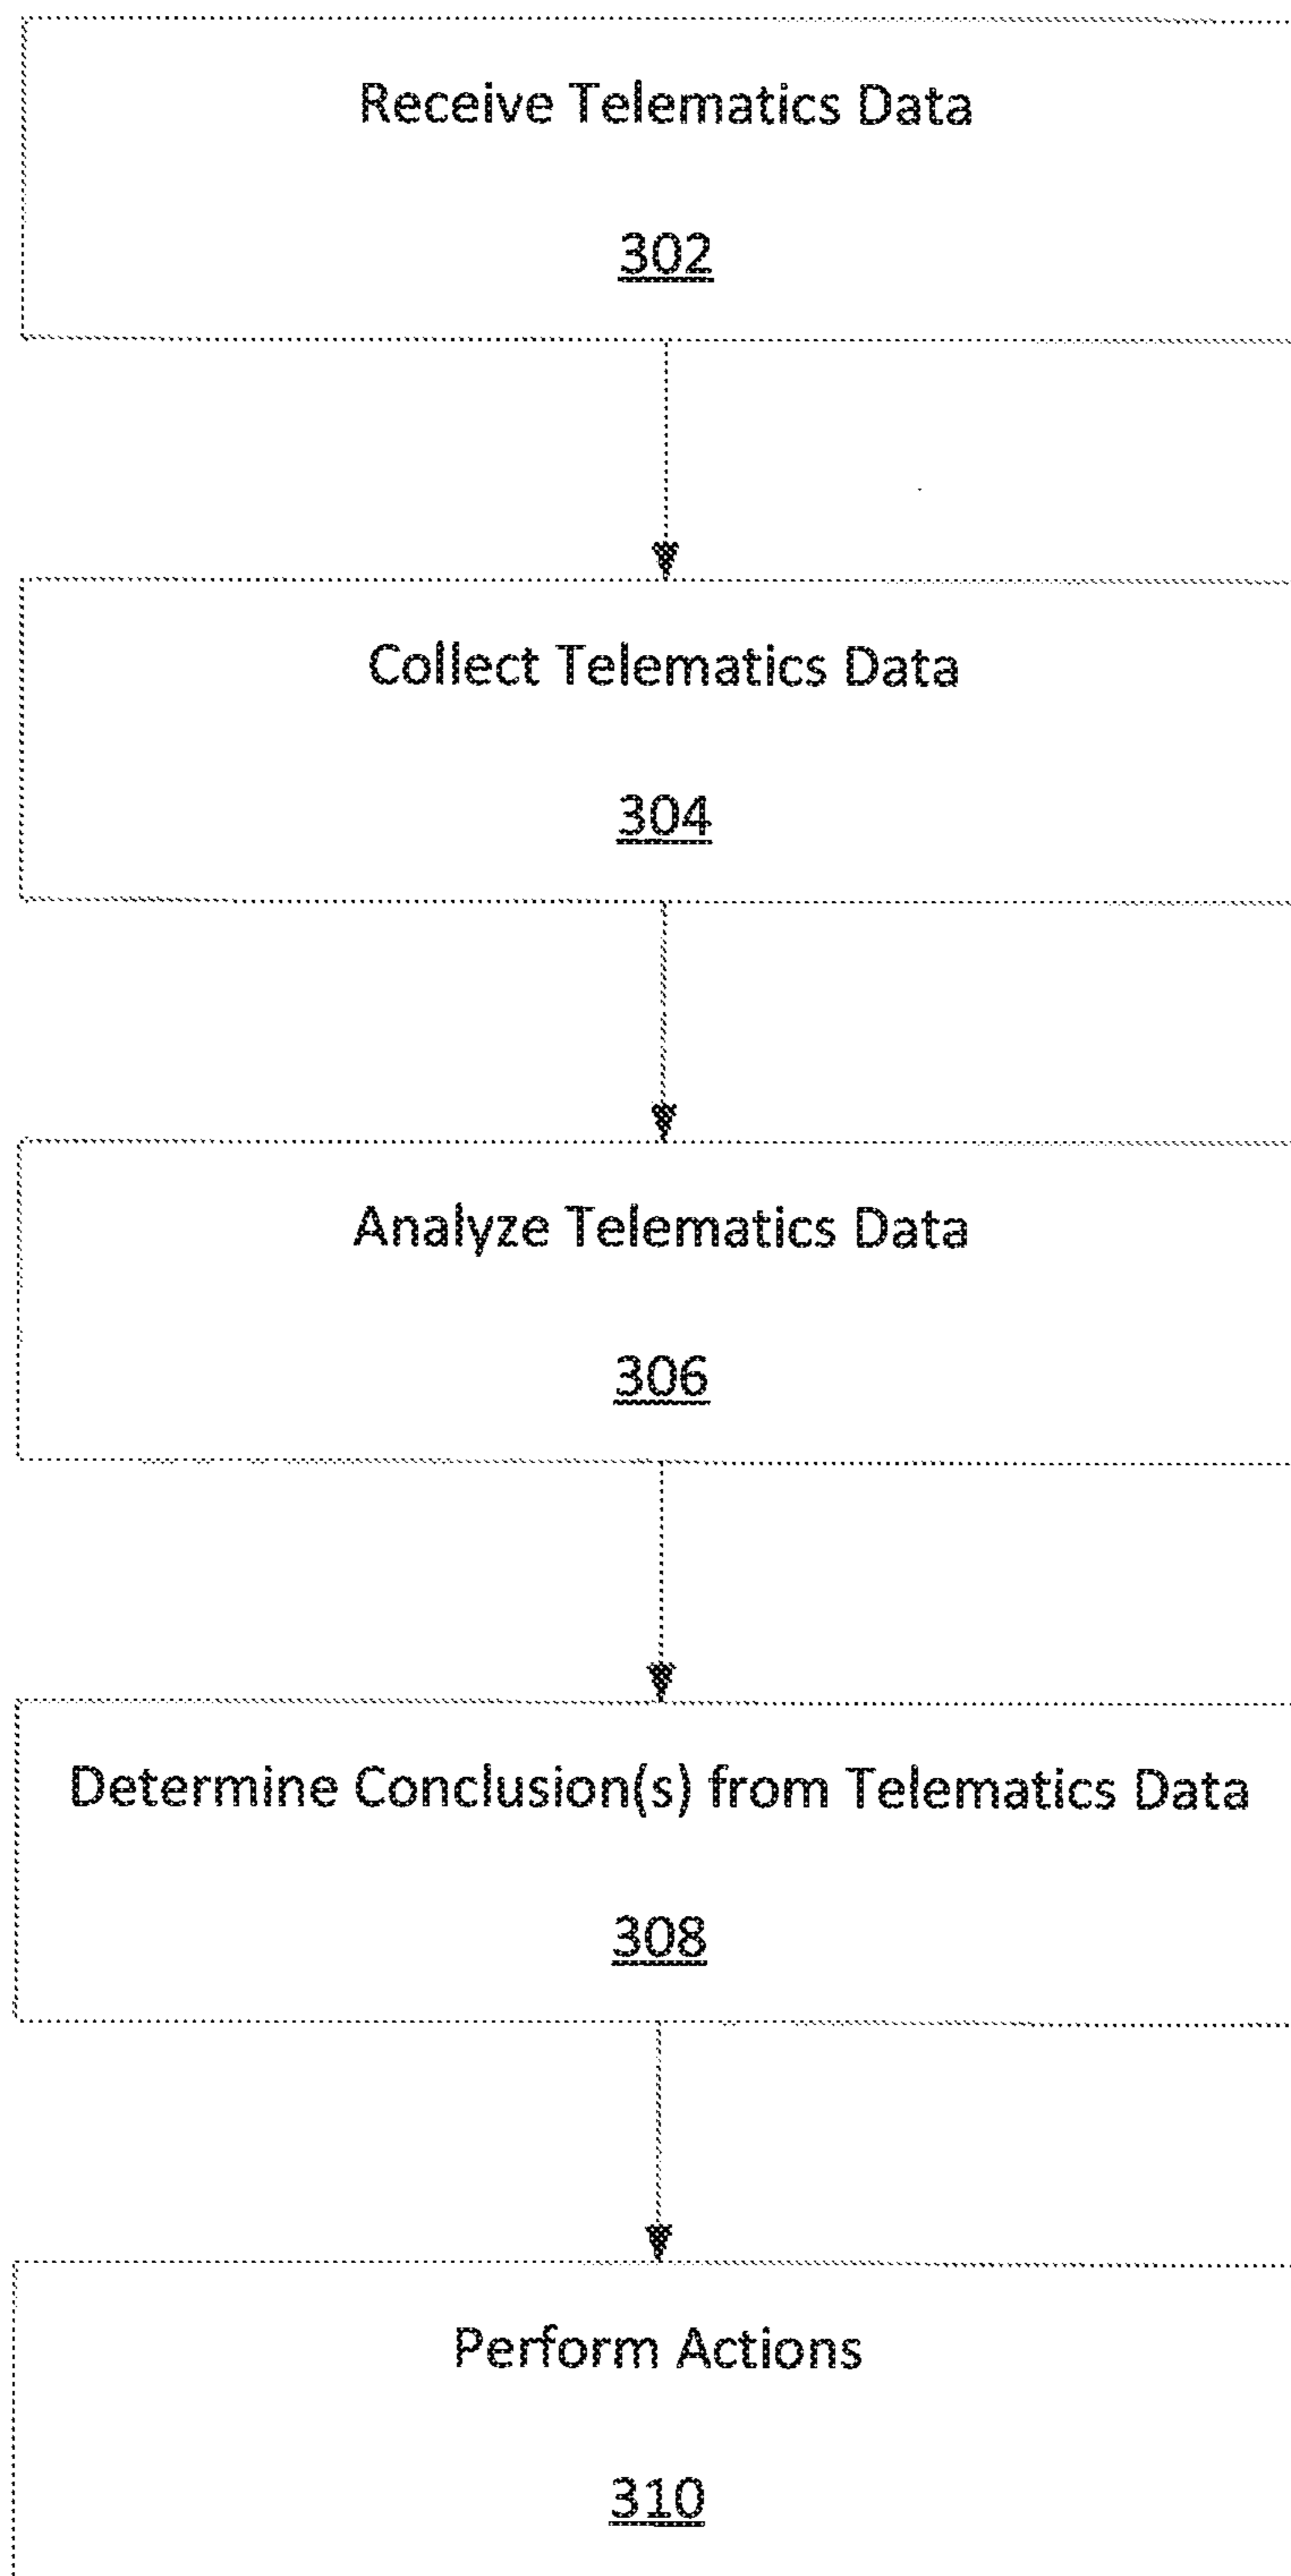 Receive Telematics Data
302
Collect Telematics Data
304
Analyze Telematics Data
306
Determine Conclusion(s) from Telematics Data
308
Perform Actions
310